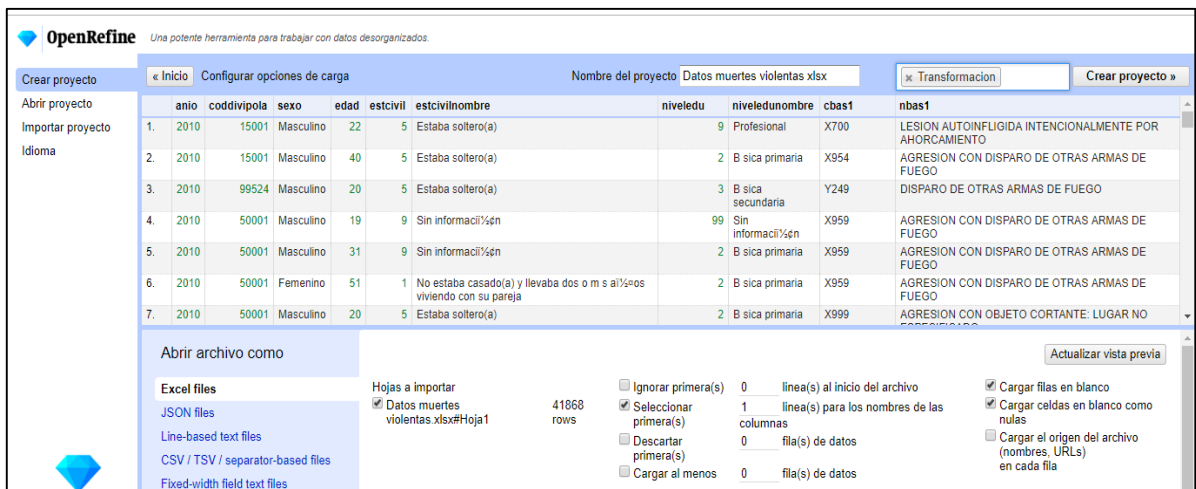 OpenRefine Una potente herramienta para trabajar con datos desorganizados.
Crear proyecto
Abrir proyecto
Importar proyecto
Idioma
« Inicio Configurar opciones de carga Nombre del proyecto Datos muertes violentas xlsx × Transformacion Crear proyecto »
anio coddivipola sexo edad estcivil estcivilnombre niveledu niveledunombre cbas1 nbas1
1. 2010 15001 Masculino 22 5 Estaba soltero(a) 9 Profesional X700 LESION AUTOINFLIGIDA INTENCIONALMENTE POR
AHORCAMIENTO
2. 2010 15001 Masculino 40 5 Estaba soltero(a) 2 B sica primaria X954 AGRESION CON DISPARO DE OTRAS ARMAS DE
FUEGO
3. 2010 99524 Masculino 20 5 Estaba soltero(a) 3 B sica Y249 DISPARO DE OTRAS ARMAS DE FUEGO
secundaria
4. 2010 50001 Masculino 19 9 Sin informaciï½¢n 99 Sin X959 AGRESION CON DISPARO DE OTRAS ARMAS DE
informaciï½¢n FUEGO
5. 2010 50001 Masculino 31 9 Sin informaciï½¢n 2 B sica primaria X959 AGRESION CON DISPARO DE OTRAS ARMAS DE
FUEGO
6. 2010 50001 Femenino 51 1 No estaba casado(a) y llevaba dos o m s aï½¤os 2 B sica primaria X959 AGRESION CON DISPARO DE OTRAS ARMAS DE
viviendo con su pareja FUEGO
7. 2010 50001 Masculino 20 5 Estaba soltero(a) 2 B sica primaria X999 AGRESION CON OBJETO CORTANTE: LUGAR NO
ESPECIFICADO
Abrir archivo como
Actualizar vista previa
Excel files
JSON files
Line-based text files
CSV / TSV / separator-based files
Fixed-width field text files
Hojas a importar
Datos muertes 41868
violentas.xlsx#Hoja1 rows
Ignorar primera(s) 0 linea(s) al inicio del archivo
Seleccionar 1 linea(s) para los nombres de las
primera(s) columnas
Descartar 0 fila(s) de datos
primera(s)
Cargar al menos 0 fila(s) de datos
Cargar filas en blanco
Cargar celdas en blanco como
nulas
Cargar el origen del archivo
(nombres, URLs)
en cada fila